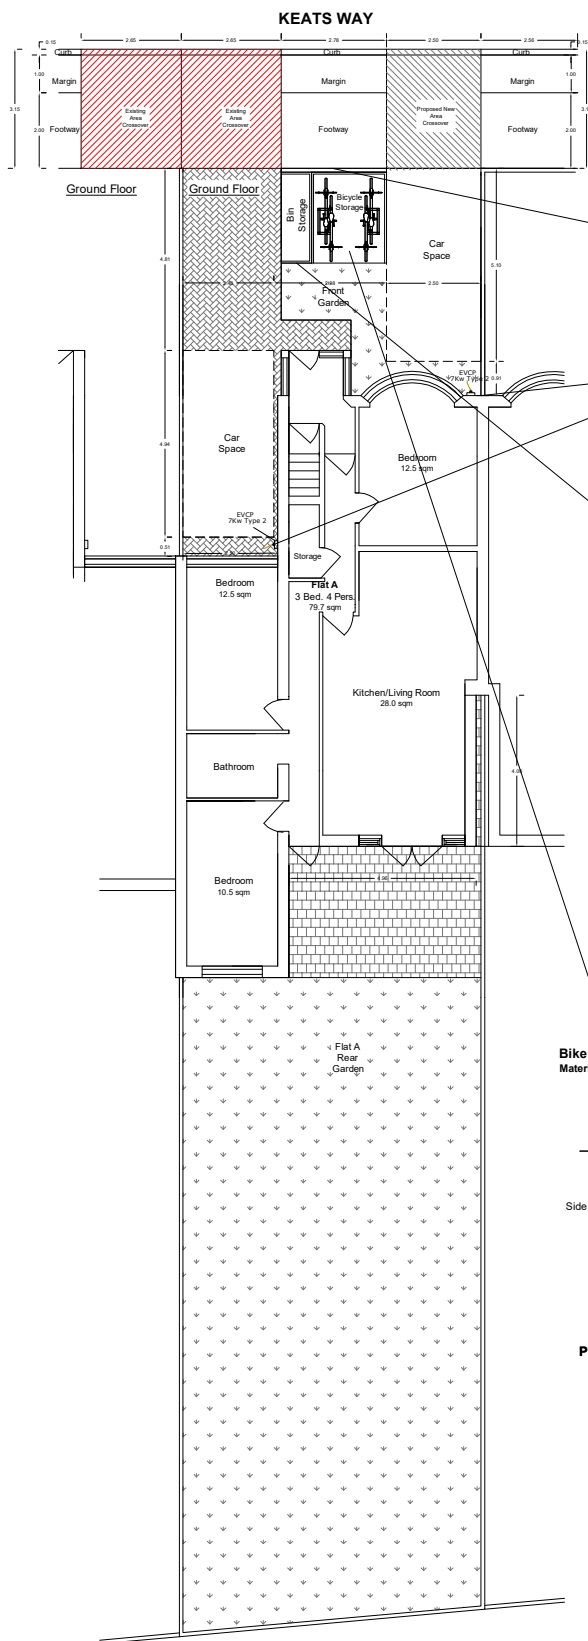 KEATS WAY
0.15
2.65
2.65
2.78
2.50
2.56
0.15
Curb
Curb
Curb
1.00
Margin
Margin
Margin
1.00
3.15
3.15
Existing
Area
Crossover
Existing
Area
Crossover
Proposed New
Area
Crossover
2.00
Footway
Footway
Footway
2.00
Ground Floor
Ground Floor
Bin
Storage
Bicycle
Storage
Car
Space
4.81
5.10
2.50
Front
Garden
EVCP
7Kw Type 2
0.91
4.94
Car
Space
Bedroom
12.5 sqm
EVCP
7Kw Type 2
0.51
Storage
Bedroom
12.5 sqm
Flat A
3 Bed. 4 Pers.
79.7 sqm
Kitchen/Living Room
28.0 sqm
Bathroom
Bedroom
10.5 sqm
Flat A
Rear
Garden
Bike
Mater
Side
P